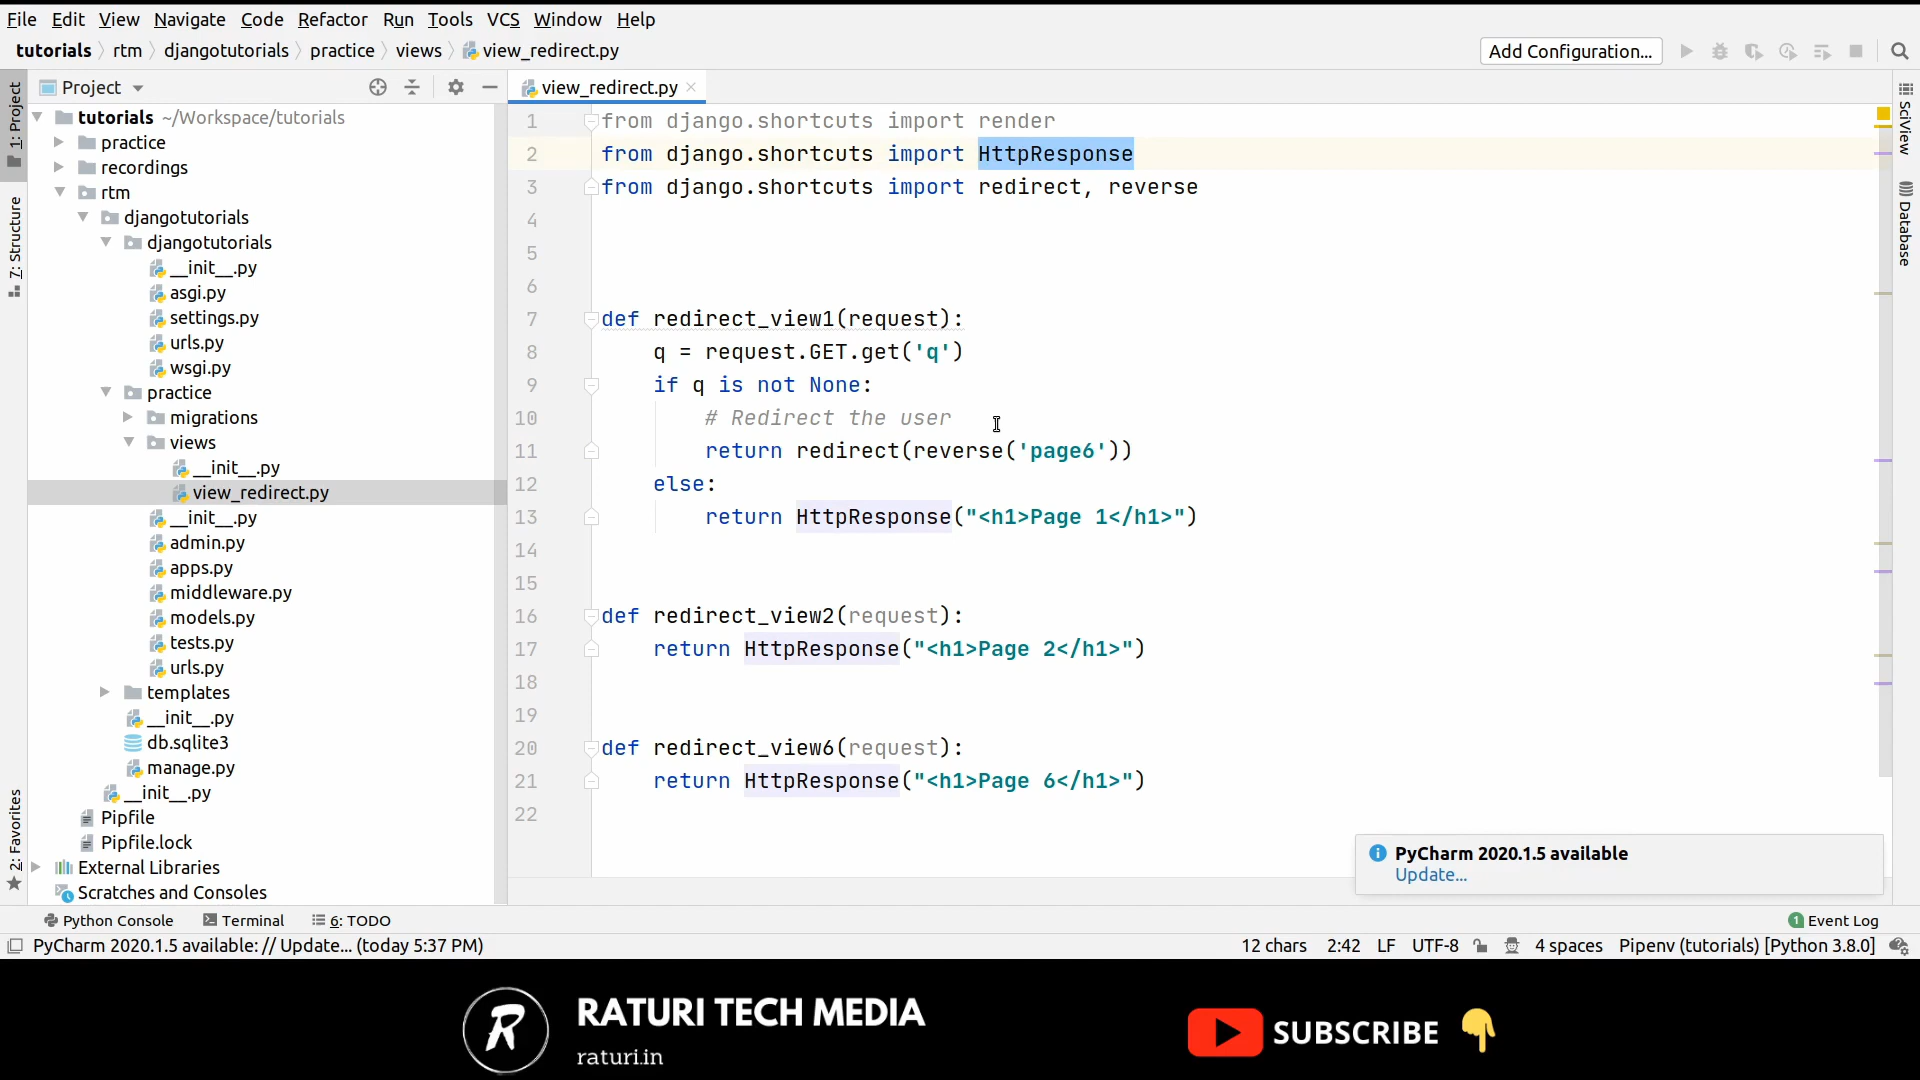 File Edit View Navigate Code Refactor Run Tools VCS Window Help
tutorials rtm djangotutorials practice views view_redirect.py Add Configuration...
1: Project
7: Structure
2: Favorites
Project
tutorials ~/Workspace/tutorials
practice
recordings
rtm
djangotutorials
djangotutorials
__init__.py
asgi.py
settings.py
urls.py
wsgi.py
practice
migrations
views
__init__.py
view_redirect.py
__init__.py
admin.py
apps.py
middleware.py
models.py
tests.py
urls.py
templates
__init__.py
db.sqlite3
manage.py
__init__.py
Pipfile
Pipfile.lock
External Libraries
Scratches and Consoles
view_redirect.py
1 from django.shortcuts import render
2 from django.shortcuts import HttpResponse
3 from django.shortcuts import redirect, reverse
4
5
6
7 def redirect_view1(request):
8 q = request.GET.get('q')
9 if q is not None:
10 # Redirect the user
11 return redirect(reverse('page6'))
12 else:
13 return HttpResponse("<h1>Page 1</h1>")
14
15
16 def redirect_view2(request):
17 return HttpResponse("<h1>Page 2</h1>")
18
19
20 def redirect_view6(request):
21 return HttpResponse("<h1>Page 6</h1>")
22
SciView
Database
PyCharm 2020.1.5 available
Update...
Python Console Terminal 6: TODO 1 Event Log
PyCharm 2020.1.5 available: // Update... (today 5:37 PM) 12 chars 2:42 LF UTF-8 4 spaces Pipenv (tutorials) [Python 3.8.0]
R
RATURI TECH MEDIA
raturi.in
SUBSCRIBE